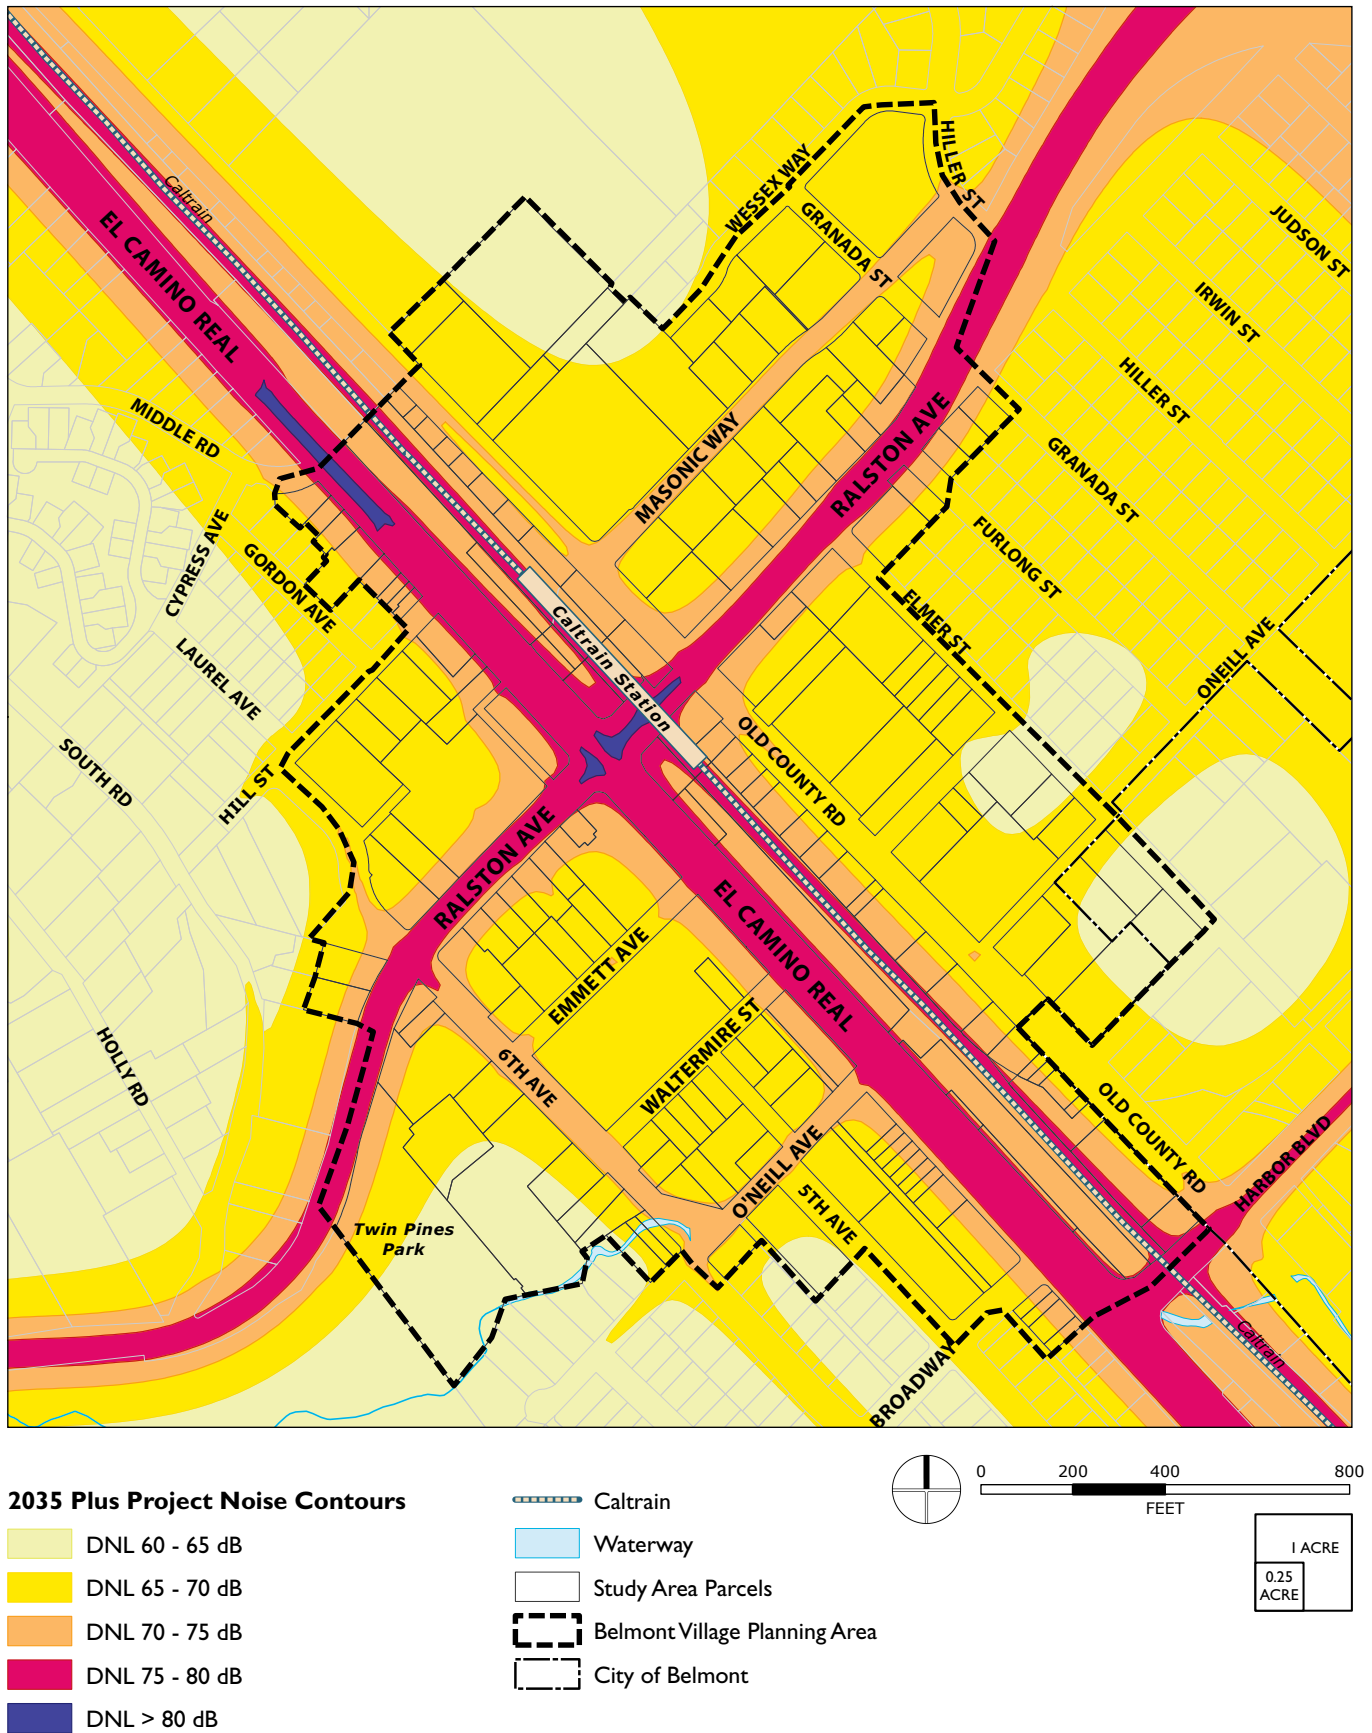 HILLER ST
WESSEX WAY
Caltrain
GRANADA ST
JUDSON ST
EL CAMINO REAL
IRWIN ST
HILLER ST
MIDDLE RD
MASONIC WAY
RALSTON AVE
GRANADA ST
CYPRESS AVE
FURLONG ST
GORDON AVE
ELMER ST
Caltrain Station
ONEILL AVE
LAUREL AVE
SOUTH RD
HILL ST
OLD COUNTY RD
RALSTON AVE
EL CAMINO REAL
EMMETT AVE
WALTERMIRE ST
HOLLY RD
6TH AVE
OLD COUNTY RD
HARBOR BLVD
O'NEILL AVE
5TH AVE
Twin Pines
Park
Caltrain
BROADWAY
2035 Plus Project Noise Contours
DNL 60 - 65 dB
DNL 65 - 70 dB
DNL 70 - 75 dB
DNL 75 - 80 dB
DNL > 80 dB
Caltrain
Waterway
Study Area Parcels
Belmont Village Planning Area
City of Belmont
0 200 400 800
FEET
1 ACRE
0.25
ACRE